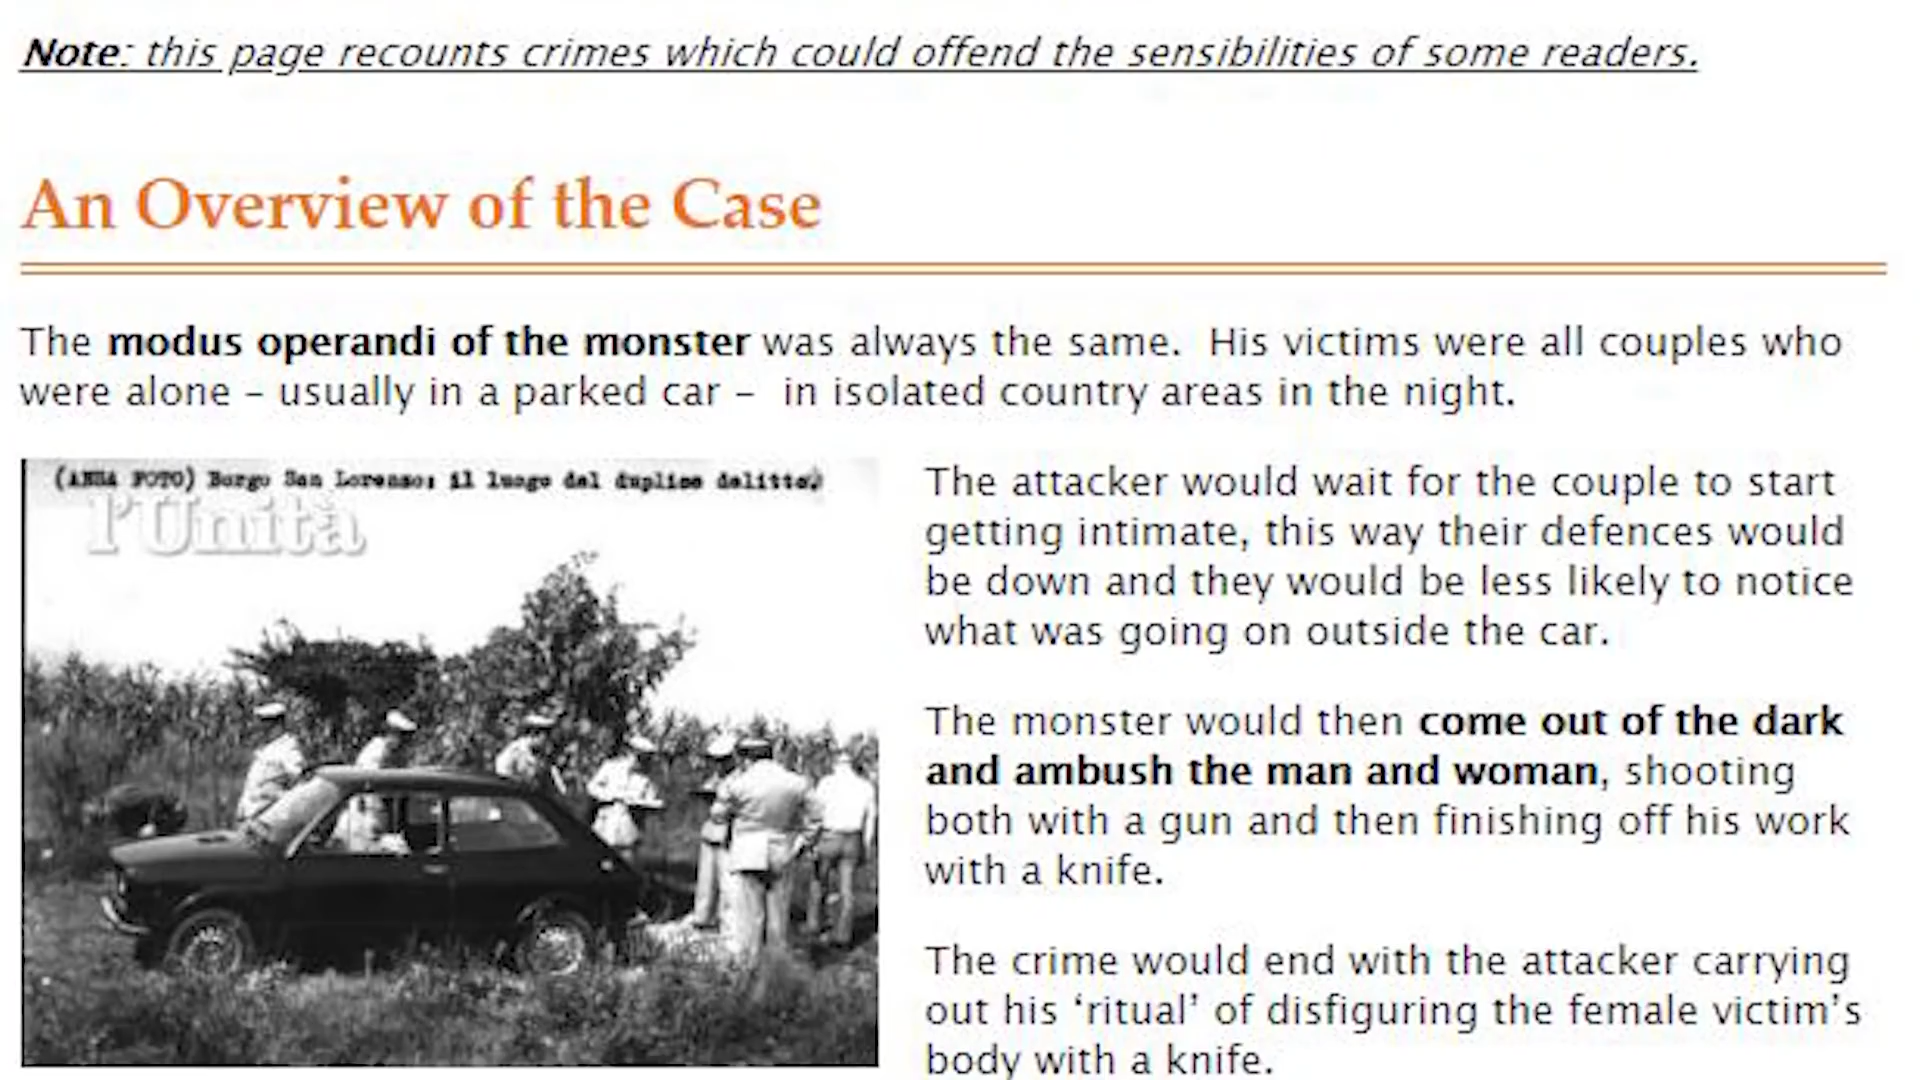 Note: this page recounts crimes which could offend the sensibilities of some readers.
An Overview of the Case
The modus operandi of the monster was always the same. His victims were all couples who
were alone – usually in a parked car – in isolated country areas in the night.
(ANSA FOTO) Borgo San Lorenzo: il luogo del duplice delitto
l'Unità
The attacker would wait for the couple to start
getting intimate, this way their defences would
be down and they would be less likely to notice
what was going on outside the car.
The monster would then come out of the dark
and ambush the man and woman, shooting
both with a gun and then finishing off his work
with a knife.
The crime would end with the attacker carrying
out his ‘ritual’ of disfiguring the female victim’s
body with a knife.